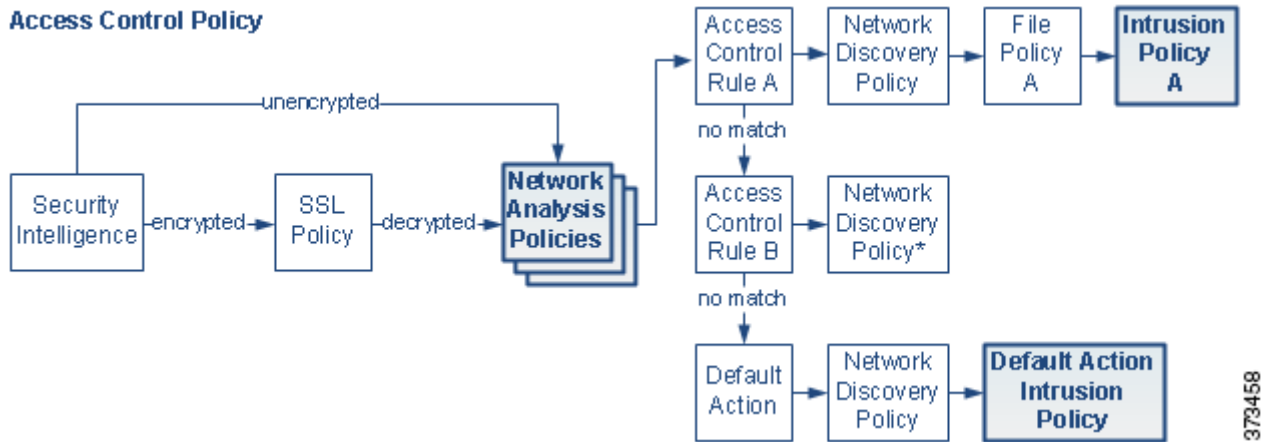 Access Control Policy
unencrypted
Security
Intelligence
encrypted
SSL
Policy
decrypted
Network
Analysis
Policies
Access
Control
Rule A
Network
Discovery
Policy
File
Policy
A
Intrusion
Policy
A
no match
Access
Control
Rule B
Network
Discovery
Policy*
no match
Default
Action
Network
Discovery
Policy
Default Action
Intrusion
Policy
373458